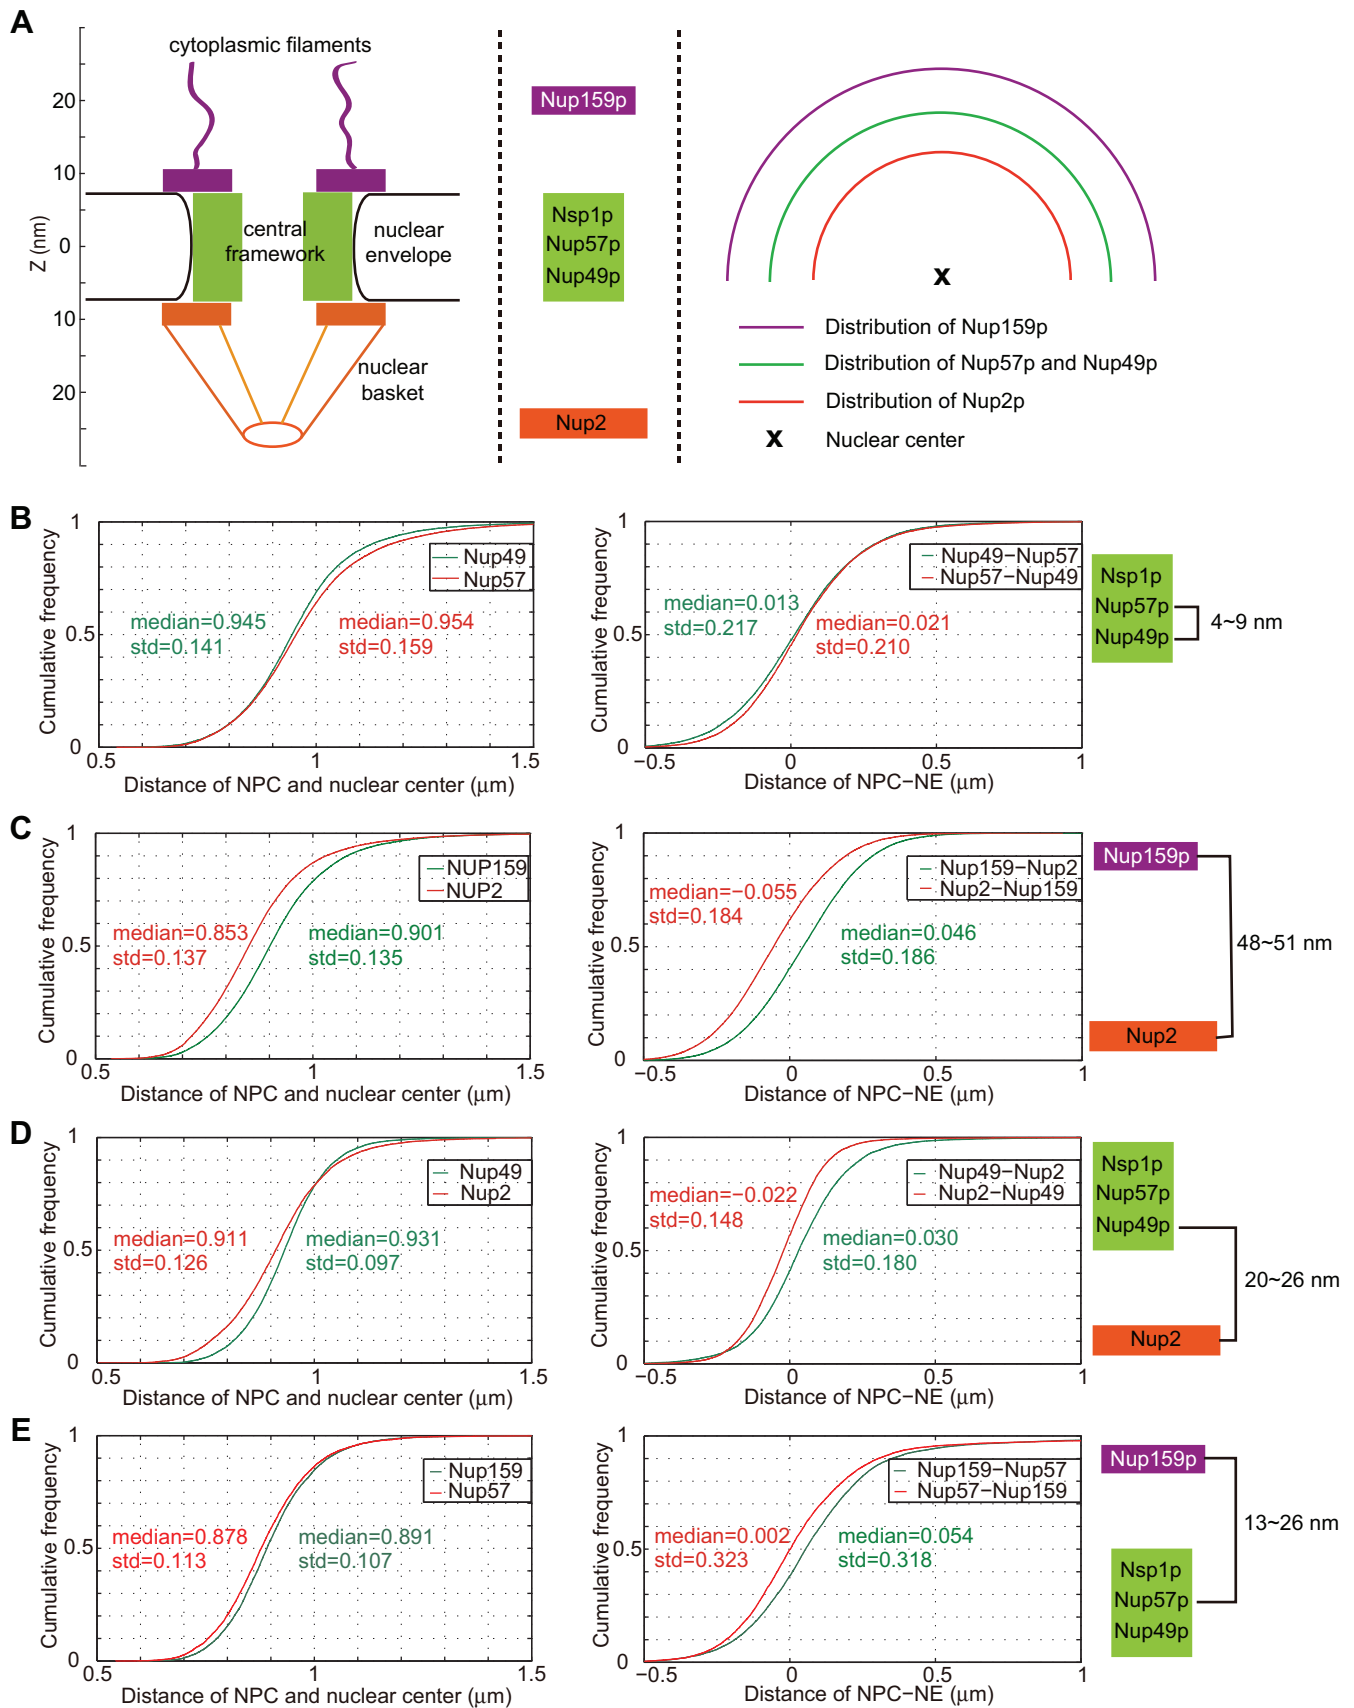 A
cytoplasmic filaments
20
10
0
10
20
Z (nm)
central
framework
nuclear
envelope
nuclear
basket
Nup159p
Nsp1p
Nup57p
Nup49p
Nup2
x
Distribution of Nup159p
Distribution of Nup57p and Nup49p
Distribution of Nup2p
x Nuclear center
B
Cumulative frequency
1
0.5
0
0.5
1
1.5
Nup49
Nup57
median=0.945
std=0.141
median=0.954
std=0.159
Distance of NPC and nuclear center (μm)
Cumulative frequency
1
0.5
0
−0.5
0
0.5
1
Nup49−Nup57
Nup57−Nup49
median=0.013
std=0.217
median=0.021
std=0.210
Distance of NPC−NE (μm)
Nsp1p
Nup57p
Nup49p
4~9 nm
C
Cumulative frequency
1
0.5
0
0.5
1
1.5
NUP159
NUP2
median=0.853
std=0.137
median=0.901
std=0.135
Distance of NPC and nuclear center (μm)
Cumulative frequency
1
0.5
0
−0.5
0
0.5
1
Nup159−Nup2
Nup2−Nup159
median=−0.055
std=0.184
median=0.046
std=0.186
Distance of NPC−NE (μm)
Nup159p
48~51 nm
Nup2
D
Cumulative frequency
1
0.5
0
0.5
1
1.5
Nup49
Nup2
median=0.911
std=0.126
median=0.931
std=0.097
Distance of NPC and nuclear center (μm)
Cumulative frequency
1
0.5
0
−0.5
0
0.5
1
Nup49−Nup2
Nup2−Nup49
median=−0.022
std=0.148
median=0.030
std=0.180
Distance of NPC−NE (μm)
Nsp1p
Nup57p
Nup49p
20~26 nm
Nup2
E
Cumulative frequency
1
0.5
0
0.5
1
1.5
Nup159
Nup57
median=0.878
std=0.113
median=0.891
std=0.107
Distance of NPC and nuclear center (μm)
Cumulative frequency
1
0.5
0
−0.5
0
0.5
1
Nup159−Nup57
Nup57−Nup159
median=0.002
std=0.323
median=0.054
std=0.318
Distance of NPC−NE (μm)
Nup159p
13~26 nm
Nsp1p
Nup57p
Nup49p